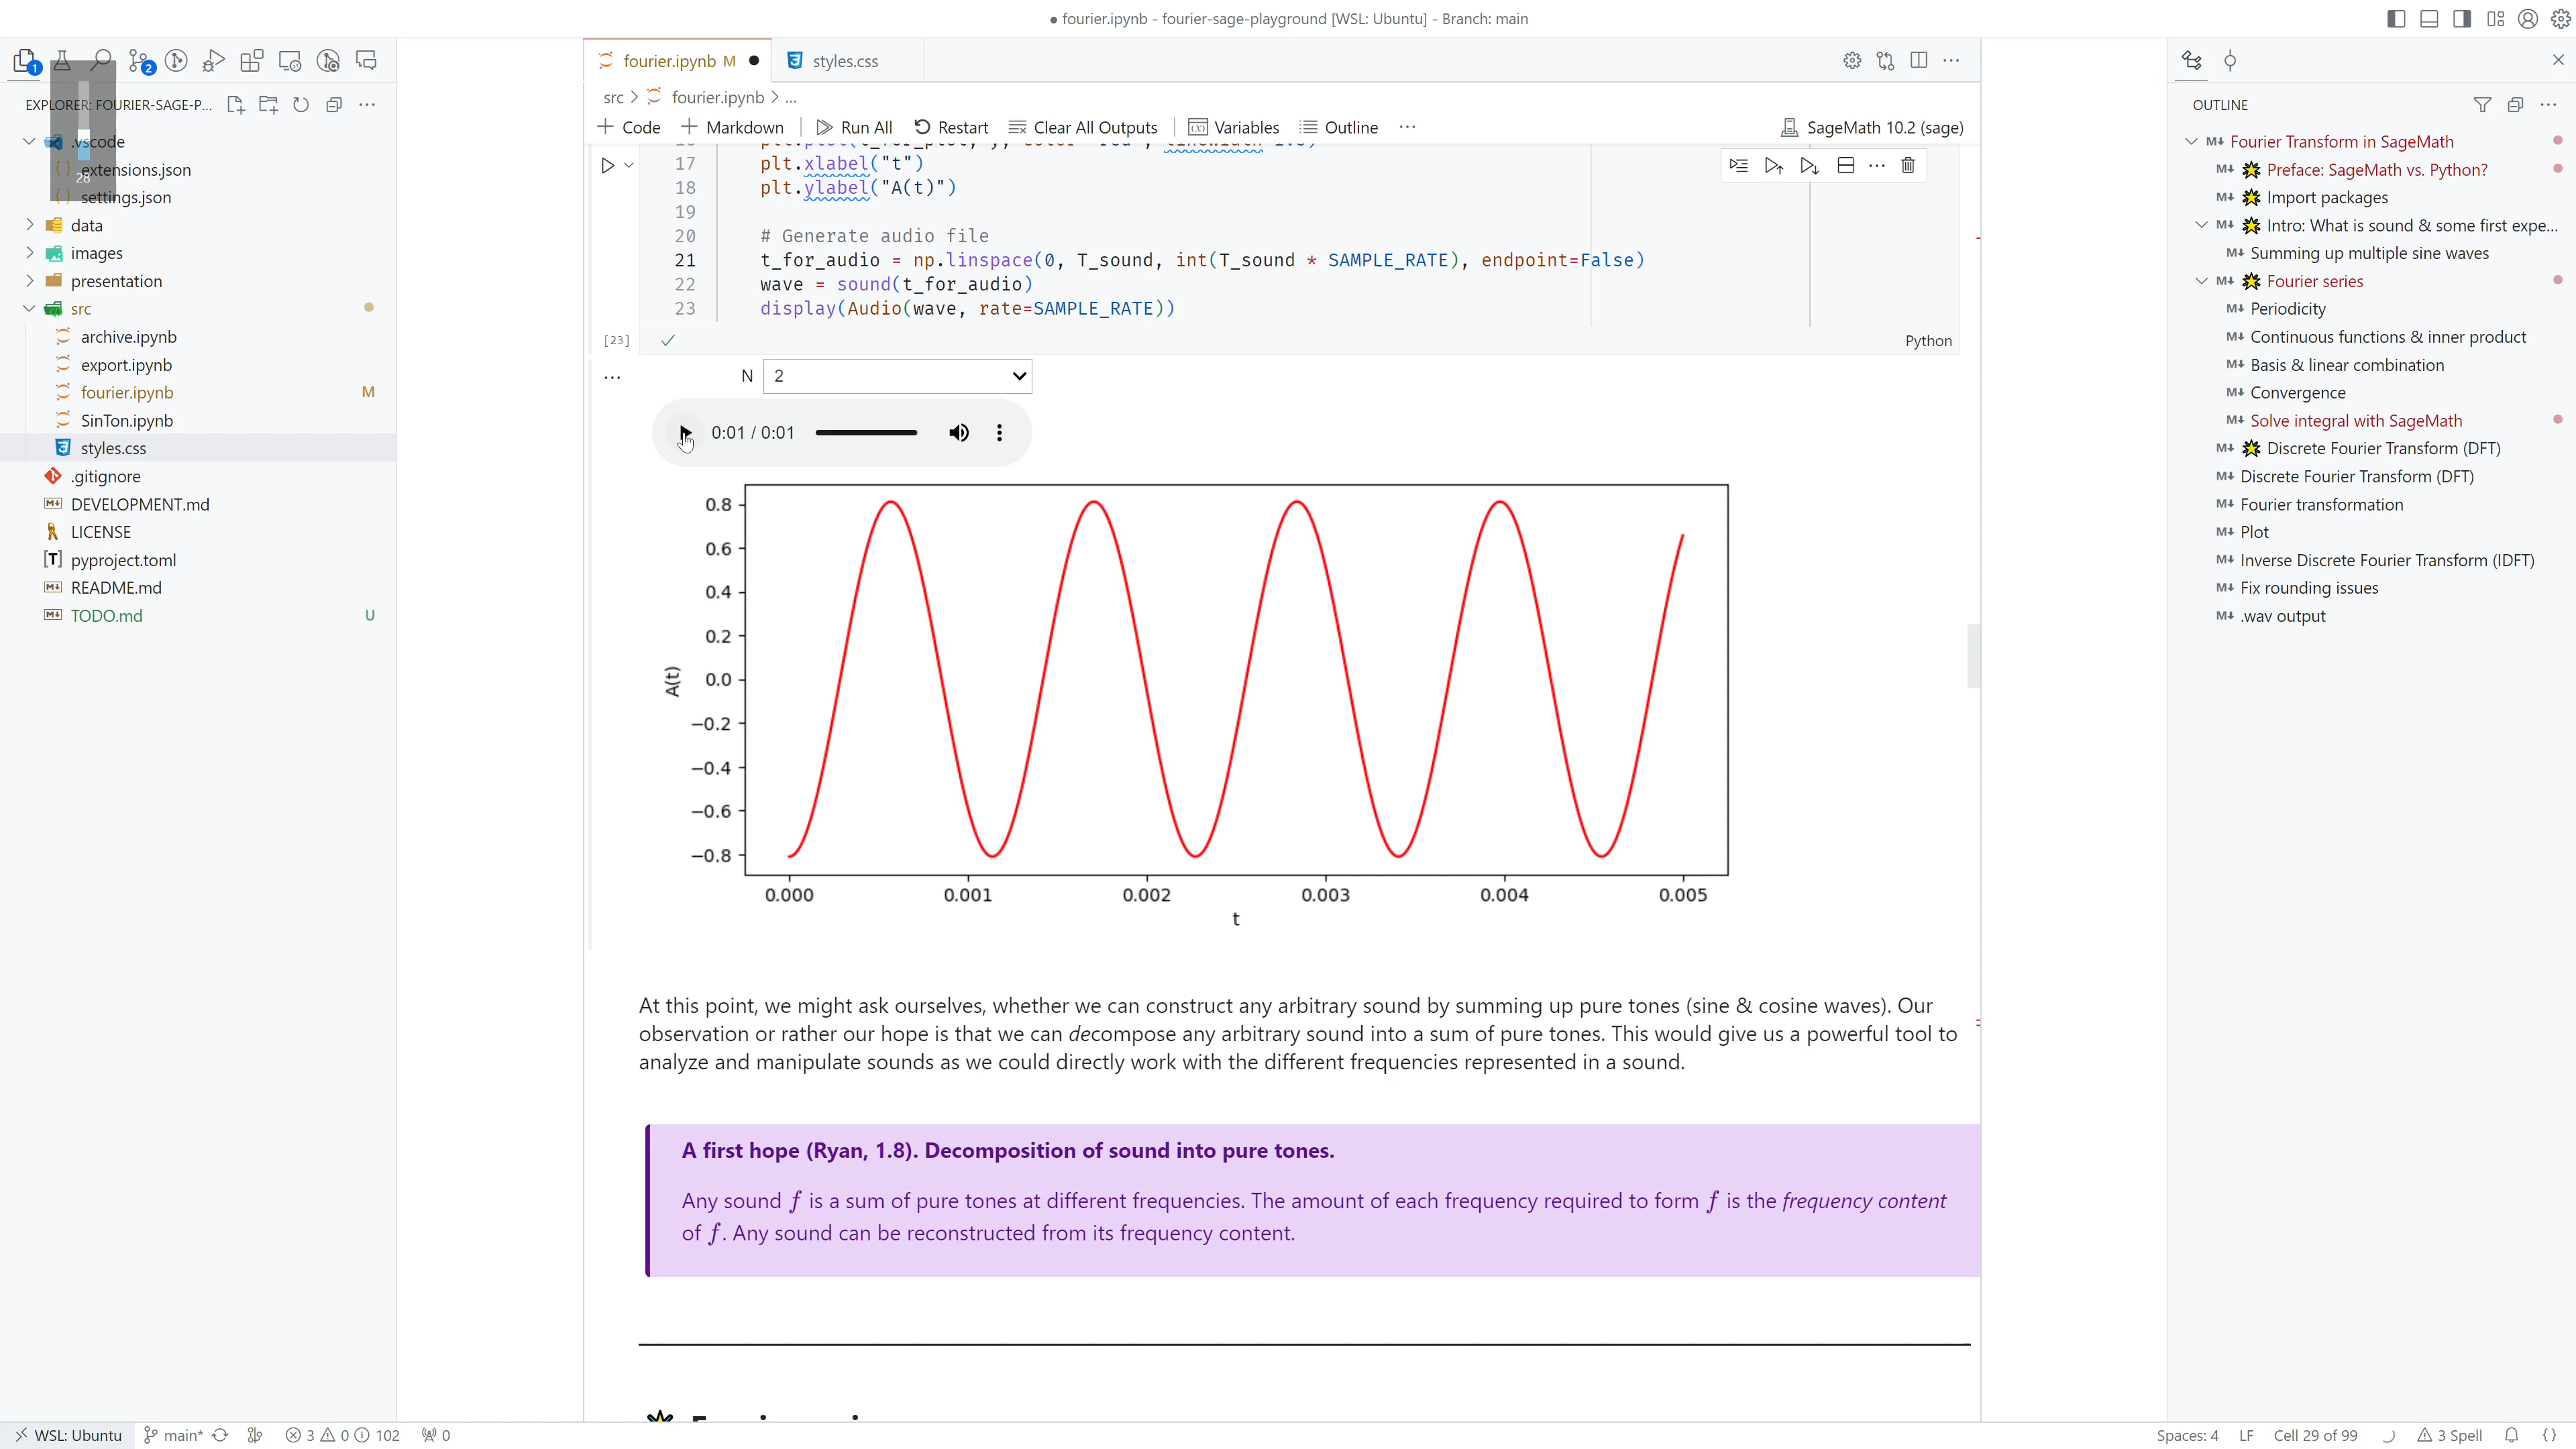 ● fourier.ipynb - fourier-sage-playground [WSL: Ubuntu] - Branch: main
1
2
EXPLORER: FOURIER-SAGE-P...
.vscode
extensions.json
28
settings.json
data
images
presentation
src
archive.ipynb
export.ipynb
fourier.ipynb M
SinTon.ipynb
styles.css
.gitignore
DEVELOPMENT.md
LICENSE
pyproject.toml
README.md
TODO.md U
fourier.ipynb M ●
styles.css
src > fourier.ipynb > ...
+ Code + Markdown Run All Restart Clear All Outputs Variables Outline ...
SageMath 10.2 (sage)
17 plt.xlabel("t")
18 plt.ylabel("A(t)")
19
20 # Generate audio file
21 t_for_audio = np.linspace(0, T_sound, int(T_sound * SAMPLE_RATE), endpoint=False)
22 wave = sound(t_for_audio)
23 display(Audio(wave, rate=SAMPLE_RATE))
[23] Python
N 2
0:01 / 0:01
0.8
0.6
0.4
0.2
0.0
−0.2
−0.4
−0.6
−0.8
A(t)
0.000 0.001 0.002 0.003 0.004 0.005
t
At this point, we might ask ourselves, whether we can construct any arbitrary sound by summing up pure tones (sine & cosine waves). Our
observation or rather our hope is that we can decompose any arbitrary sound into a sum of pure tones. This would give us a powerful tool to
analyze and manipulate sounds as we could directly work with the different frequencies represented in a sound.
A first hope (Ryan, 1.8). Decomposition of sound into pure tones.
Any sound f is a sum of pure tones at different frequencies. The amount of each frequency required to form f is the frequency content
of f. Any sound can be reconstructed from its frequency content.
OUTLINE
M↓ Fourier Transform in SageMath
M↓ Preface: SageMath vs. Python?
M↓ Import packages
M↓ Intro: What is sound & some first expe...
M↓ Summing up multiple sine waves
M↓ Fourier series
M↓ Periodicity
M↓ Continuous functions & inner product
M↓ Basis & linear combination
M↓ Convergence
M↓ Solve integral with SageMath
M↓ Discrete Fourier Transform (DFT)
M↓ Discrete Fourier Transform (DFT)
M↓ Fourier transformation
M↓ Plot
M↓ Inverse Discrete Fourier Transform (IDFT)
M↓ Fix rounding issues
M↓ .wav output
WSL: Ubuntu main* 3 0 102 0
Spaces: 4 LF Cell 29 of 99 3 Spell {}